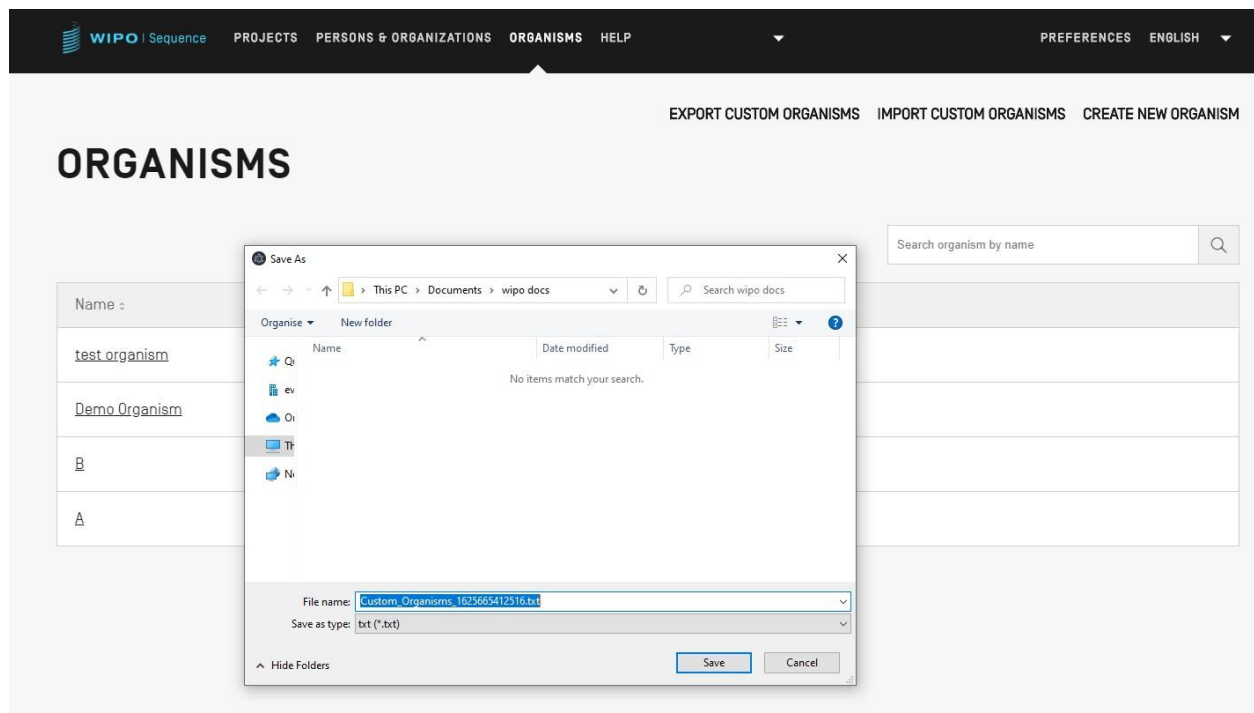 WIPO | Sequence PROJECTS PERSONS & ORGANIZATIONS ORGANISMS HELP PREFERENCES ENGLISH
EXPORT CUSTOM ORGANISMS IMPORT CUSTOM ORGANISMS CREATE NEW ORGANISM
ORGANISMS
Search organism by name
Name
test organism
Demo Organism
B
A
Save As
This PC > Documents > wipo docs
Search wipo docs
Organise New folder
Name Date modified Type Size
No items match your search.
File name: Custom_Organisms_1625665412516.txt
Save as type: txt (*.txt)
Hide Folders Save Cancel